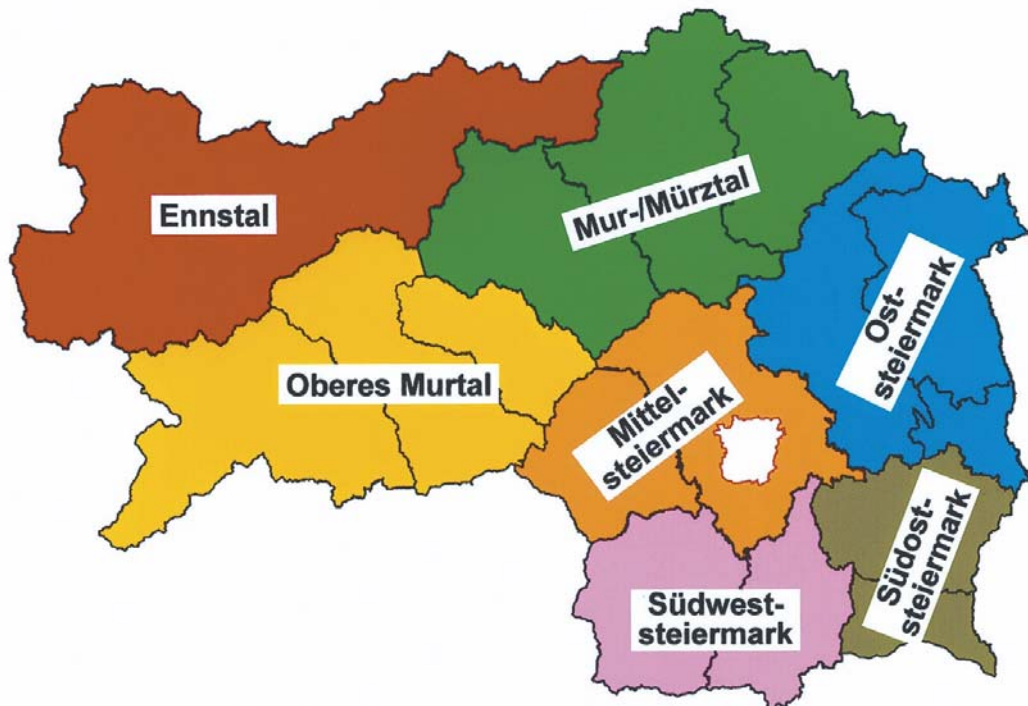 Ennstal
Mur-/Mürztal
Ost-
steiermark
Oberes Murtal
Mittel-
steiermark
Südost-
steiermark
Südwest-
steiermark